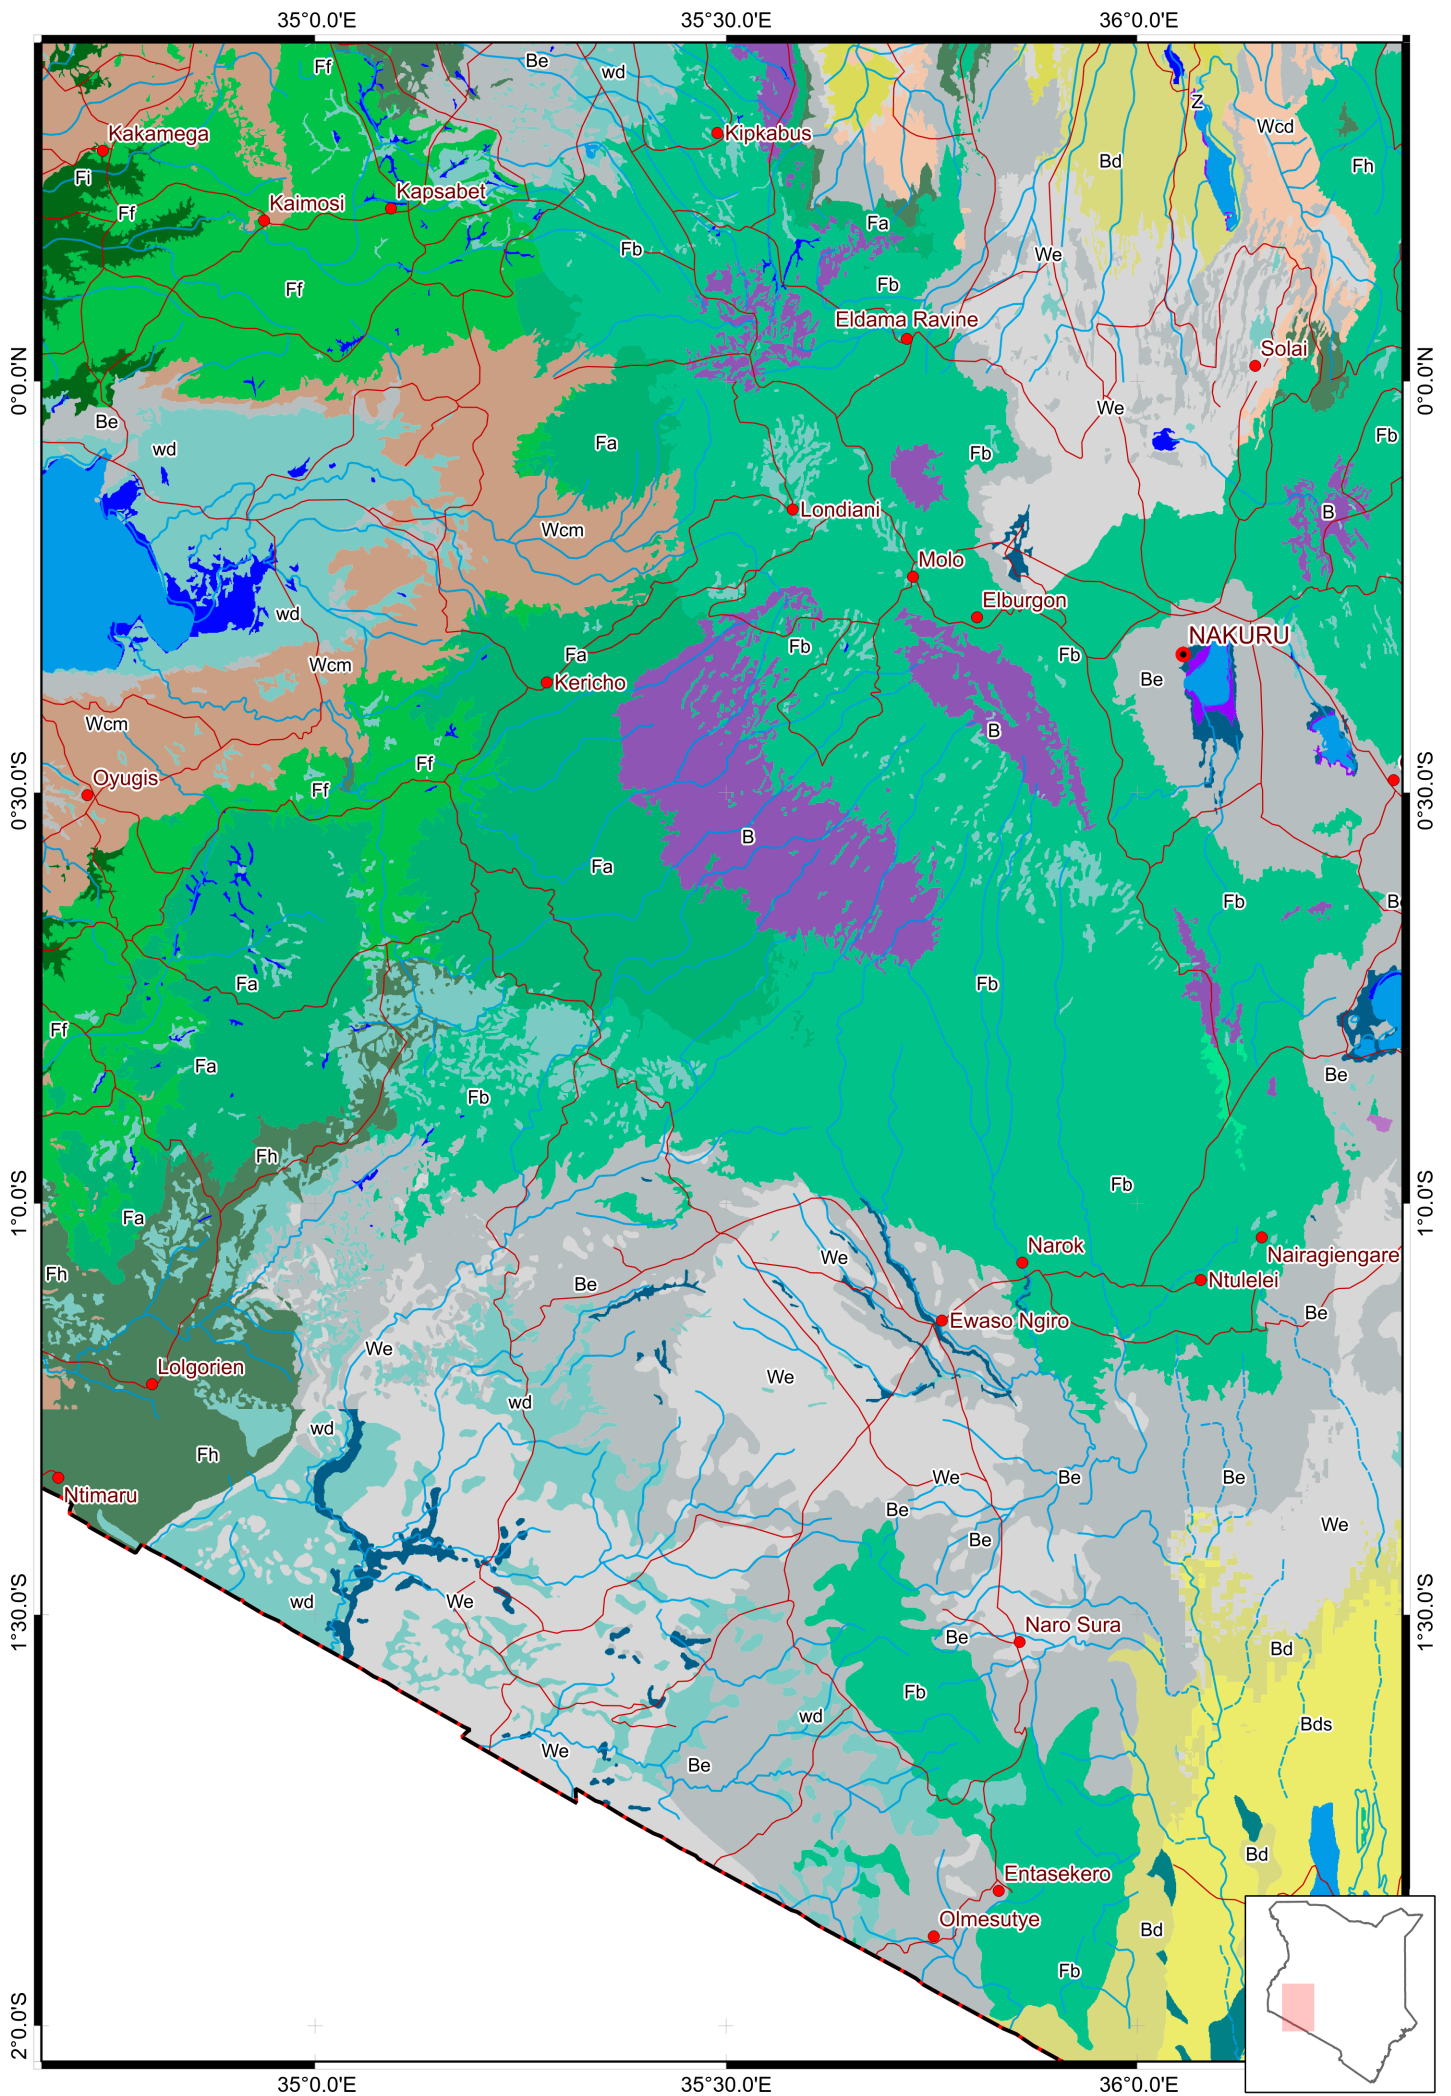 35°0.0'E
35°30.0'E
36°0.0'E
Ff
Be
wd
Z
Wcd
Kakamega
Kipkabus
Bd
Fh
Fi
Ff
Kaimosi
Kapsabet
Fa
Fb
We
Ff
Fb
Eldama Ravine
Solai
0°0.0'N
0°0.0'N
Be
We
wd
Fa
Fb
Fb
Wcm
Londiani
B
Molo
Elburgon
wd
NAKURU
Wcm
Fa
Fb
Fb
Kericho
Be
Wcm
B
Oyugis
Ff
Ff
0°30.0'S
0°30.0'S
B
Fa
Fb
Fa
Fb
Ff
Fa
Be
Fb
Fh
Fb
1°0.0'S
1°0.0'S
Fa
Narok
Nairagiengare
We
Fh
Be
Ntulelei
Be
Ewaso Ngiro
We
Lolgorien
We
wd
wd
Fh
We
Be
Be
Ntimaru
Be
We
Be
wd
We
1°30.0'S
1°30.0'S
Be
Naro Sura
Bd
Fb
wd
Bds
We
Be
Bd
Entasekero
Olmesutye
Bd
Fb
2°0.0'S
35°0.0'E
35°30.0'E
36°0.0'E